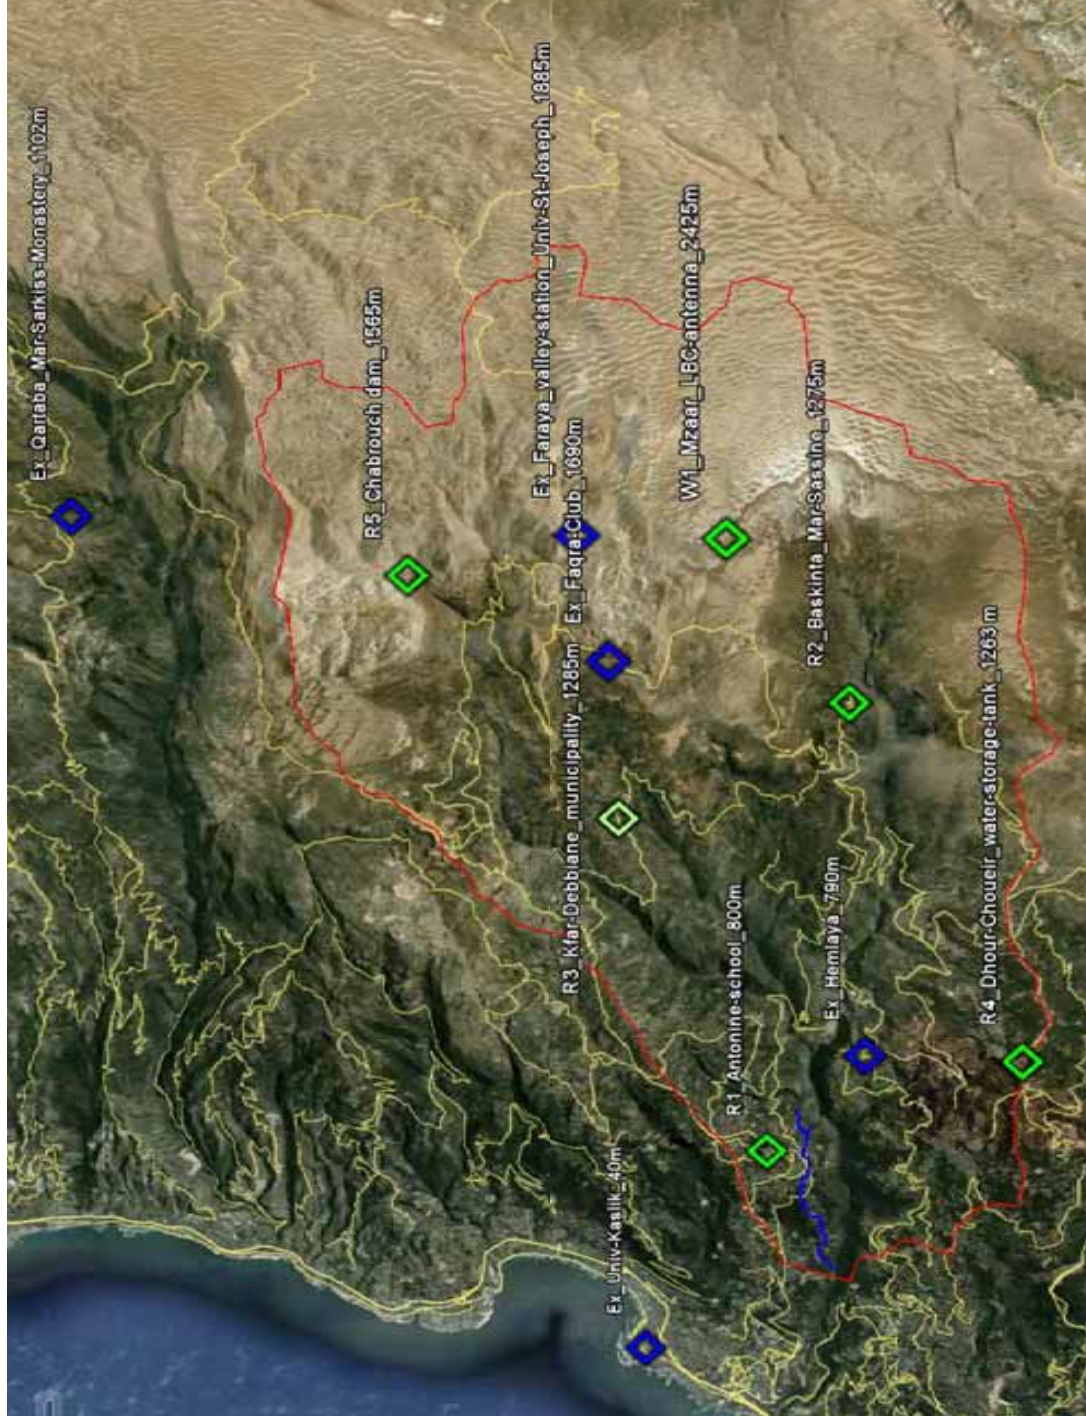 Ex_Qartaba_Mar-Sarkiss-Monastery_1102m
R5_Chabrouch dam_1565m
Ex_Faraya_valley-station_Univ-St-Joseph_1885m
Ex_Faqra-Club_1690m
R3_Kfar-Debbiane_municipality_1285m
Ex_Univ-Kaslik_40m
W1_Mzaar_LBC-antenna_2425m
R1_Antonine-school_800m
R2_Baskinta_Mar-Sassine_1275m
Ex_Hemlaya_790m
R4_Dhour-Choueir_water-storage-tank_1263 m